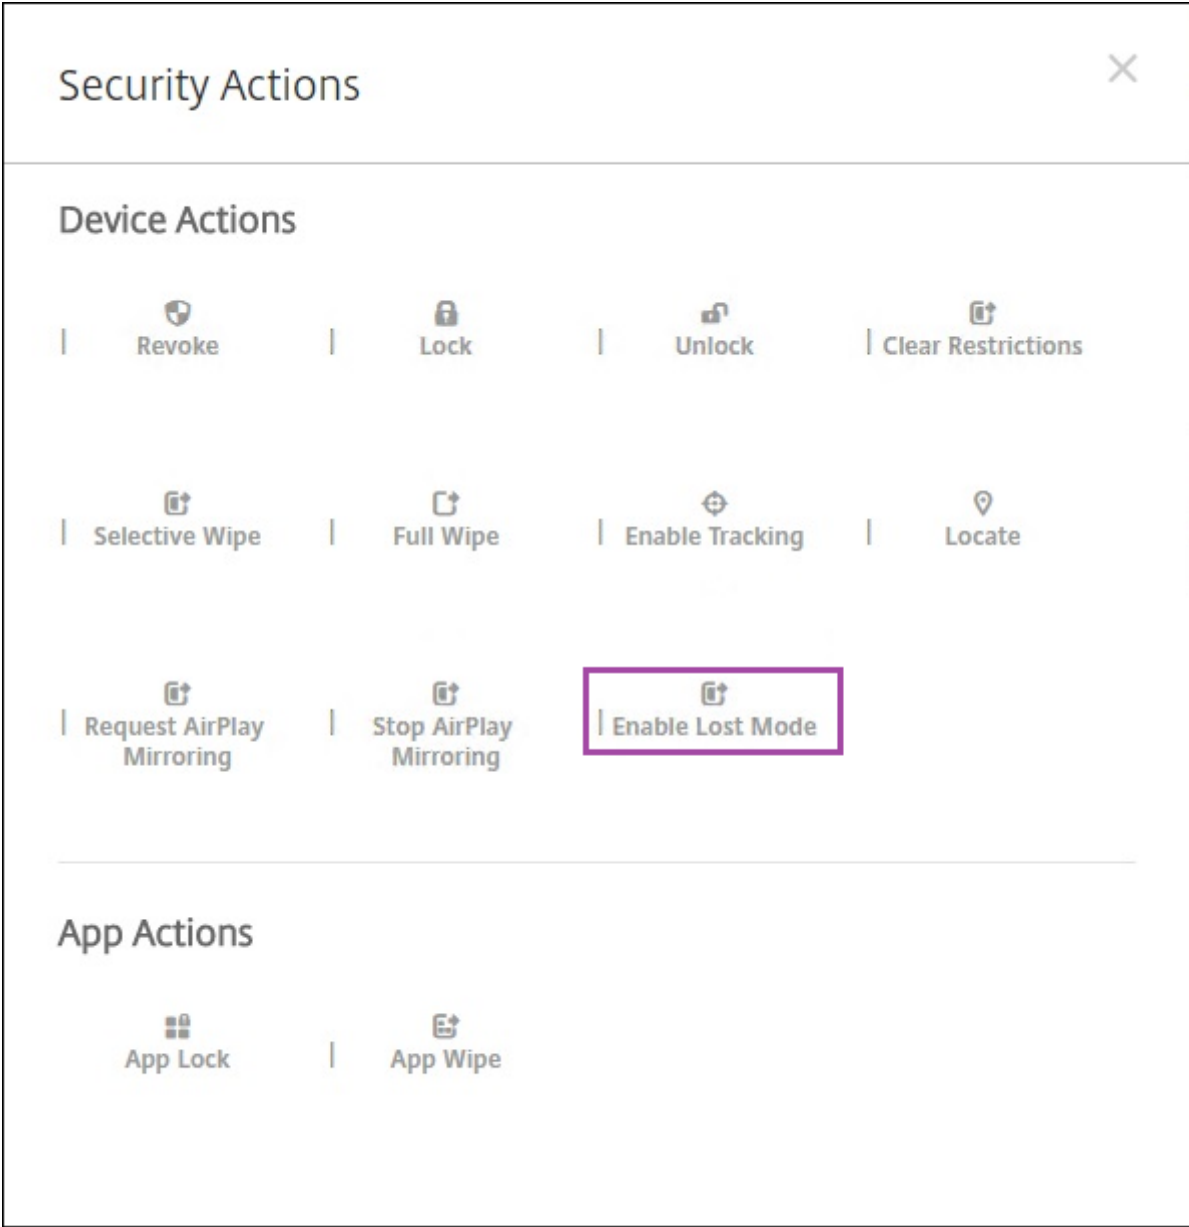 Security Actions
Device Actions
Revoke
Lock
Unlock
Clear Restrictions
Selective Wipe
Full Wipe
Enable Tracking
Locate
Request AirPlay
Mirroring
Stop AirPlay
Mirroring
Enable Lost Mode
App Actions
App Lock
App Wipe